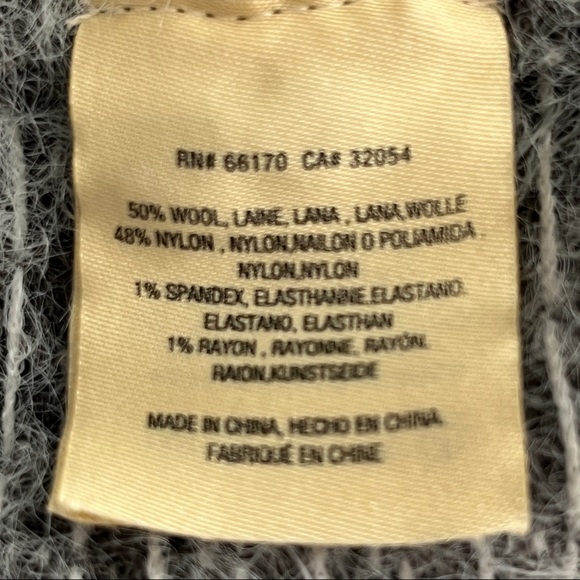 RN# 66170 CA# 32054
50% WOOL, LAINE, LANA , LANA,WOLLE
48% NYLON , NYLON,NAILON O POLIAMIDA .
NYLON,NYLON
1% SPANDEX, ELASTHANNE,ELASTANO.
ELASTANO, ELASTHAN
1% RAYON , RAYONNE, RAYÓN.
RAION,KUNSTSEIDE
MADE IN CHINA, HECHO EN CHINA,
FABRIQUÉ EN CHINE